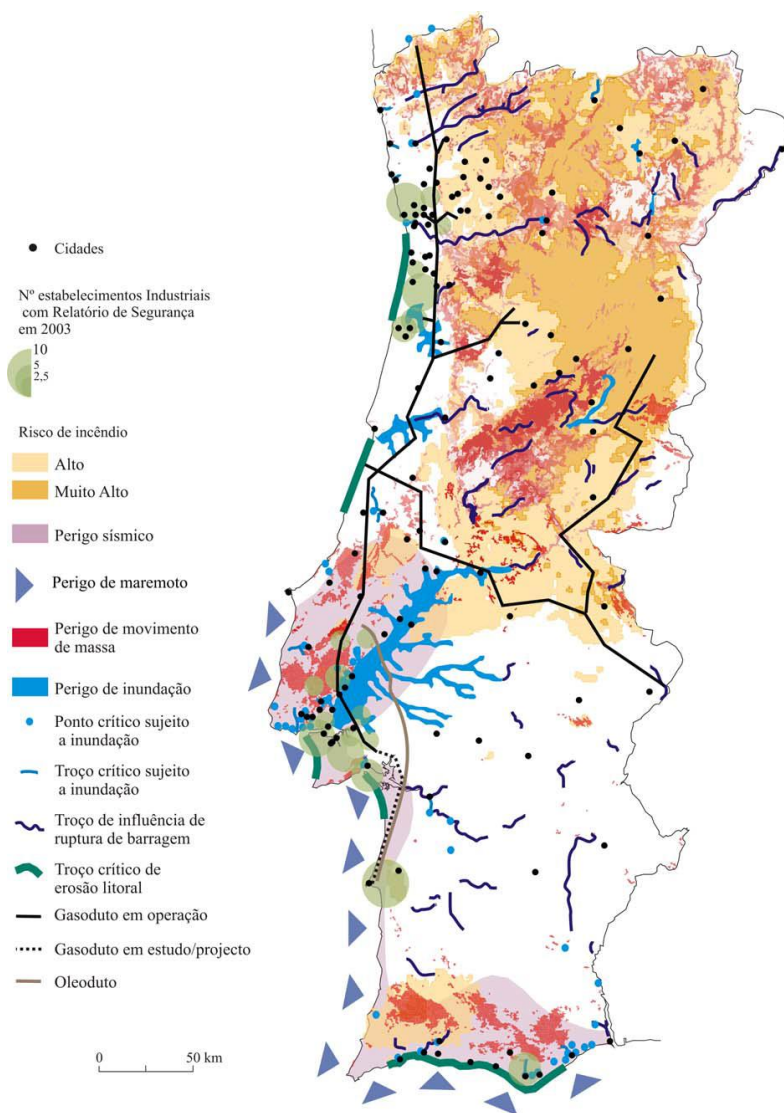 Cidades
Nº estabelecimentos Industriais
com Relatório de Segurança
em 2003
10
5
2,5
Risco de incêndio
Alto
Muito Alto
Perigo sísmico
Perigo de maremoto
Perigo de movimento
de massa
Perigo de inundação
Ponto crítico sujeito
a inundação
Troço crítico sujeito
a inundação
Troço de influência de
ruptura de barragem
Troço crítico de
erosão litoral
Gasoduto em operação
Gasoduto em estudo/projecto
Oleoduto
0 50 km